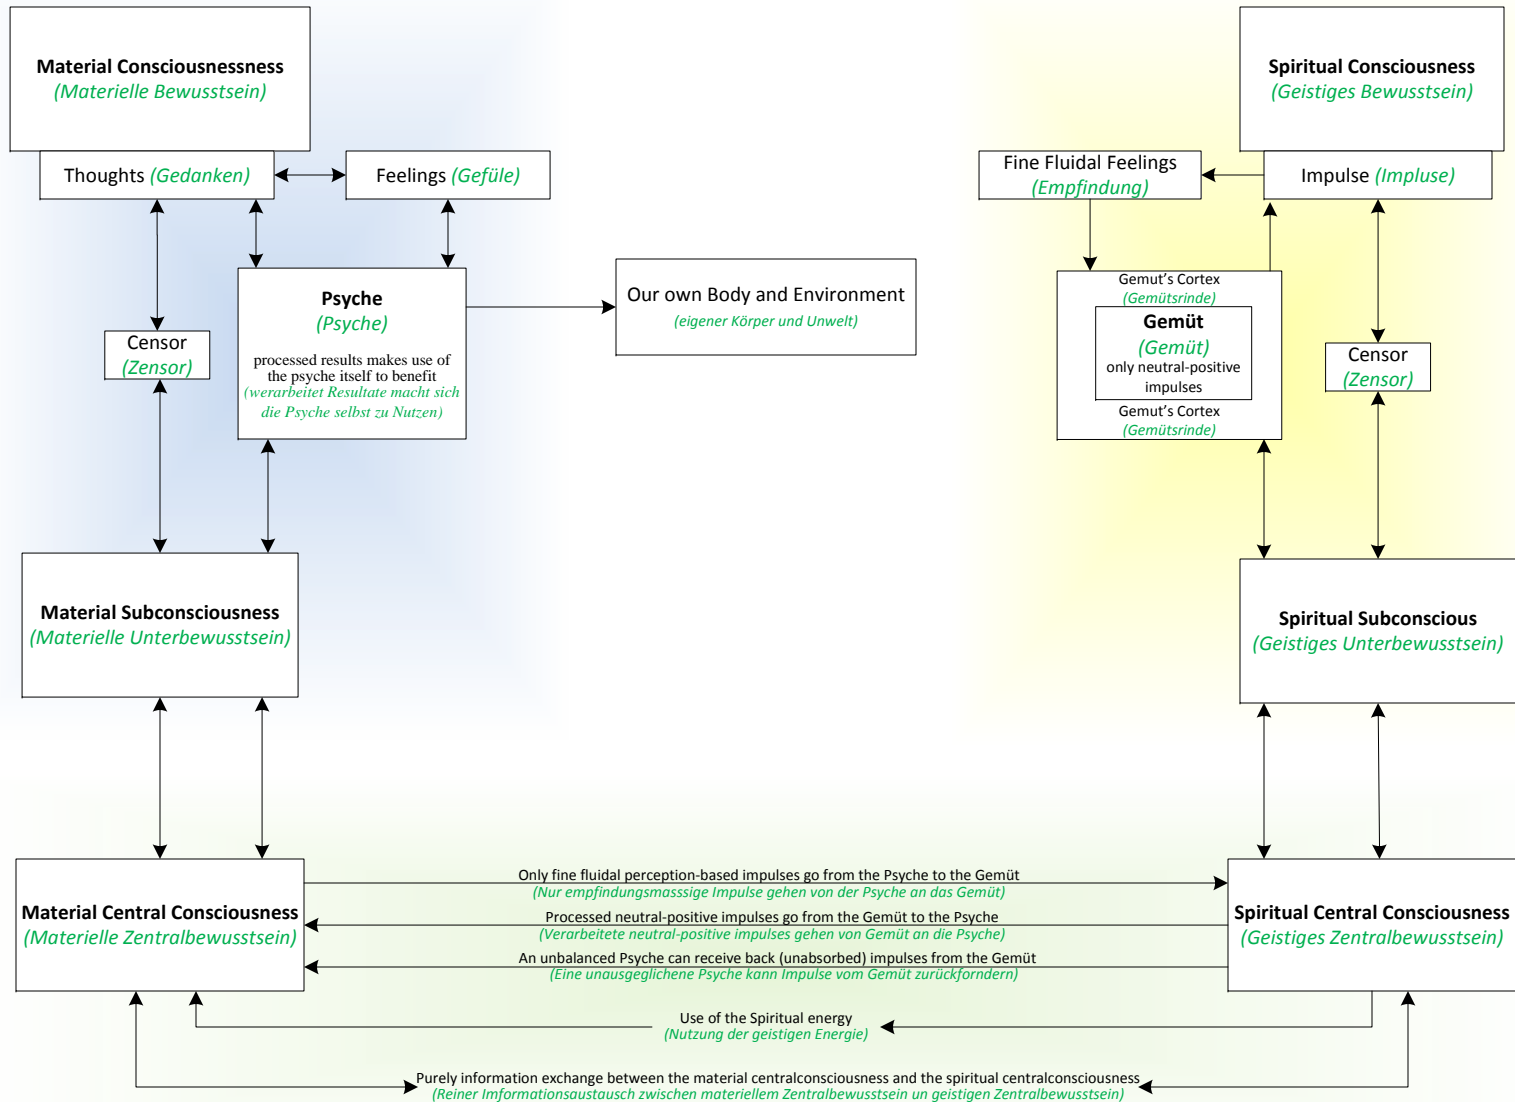 Material Consciousnessness
(Materielle Bewusstsein)
Thoughts (Gedanken)
Feelings (Gefüle)
Psyche
(Psyche)
processed results makes use of
the psyche itself to benefit
(werarbeitet Resultate macht sich
die Psyche selbst zu Nutzen)
Censor
(Zensor)
Our own Body and Environment
(eigener Körper und Unwelt)
Material Subconsciousness
(Materielle Unterbewusstsein)
Material Central Consciousness
(Materielle Zentralbewusstsein)
Spiritual Consciousness
(Geistiges Bewusstsein)
Fine Fluidal Feelings
(Empfindung)
Impulse (Impluse)
Gemut's Cortex
(Gemütsrinde)
Gemüt
(Gemüt)
only neutral-positive
impulses
Gemut's Cortex
(Gemütsrinde)
Censor
(Zensor)
Spiritual Subconscious
(Geistiges Unterbewusstsein)
Spiritual Central Consciousness
(Geistiges Zentralbewusstsein)
Only fine fluidal perception-based impulses go from the Psyche to the Gemüt
(Nur empfindungsmasssige Impulse gehen von der Psyche an das Gemüt)
Processed neutral-positive impulses go from the Gemüt to the Psyche
(Verarbeitete neutral-positive impulses gehen von Gemüt an die Psyche)
An unbalanced Psyche can receive back (unabsorbed) impulses from the Gemüt
(Eine unausgeglichene Psyche kann Impulse vom Gemüt zurückforndern)
Use of the Spiritual energy
(Nutzung der geistigen Energie)
Purely information exchange between the material centralconsciousness and the spiritual centralconsciousness
(Reiner Imformationsaustausch zwischen materiellem Zentralbewusstsein un geistigen Zentralbewusstsein)